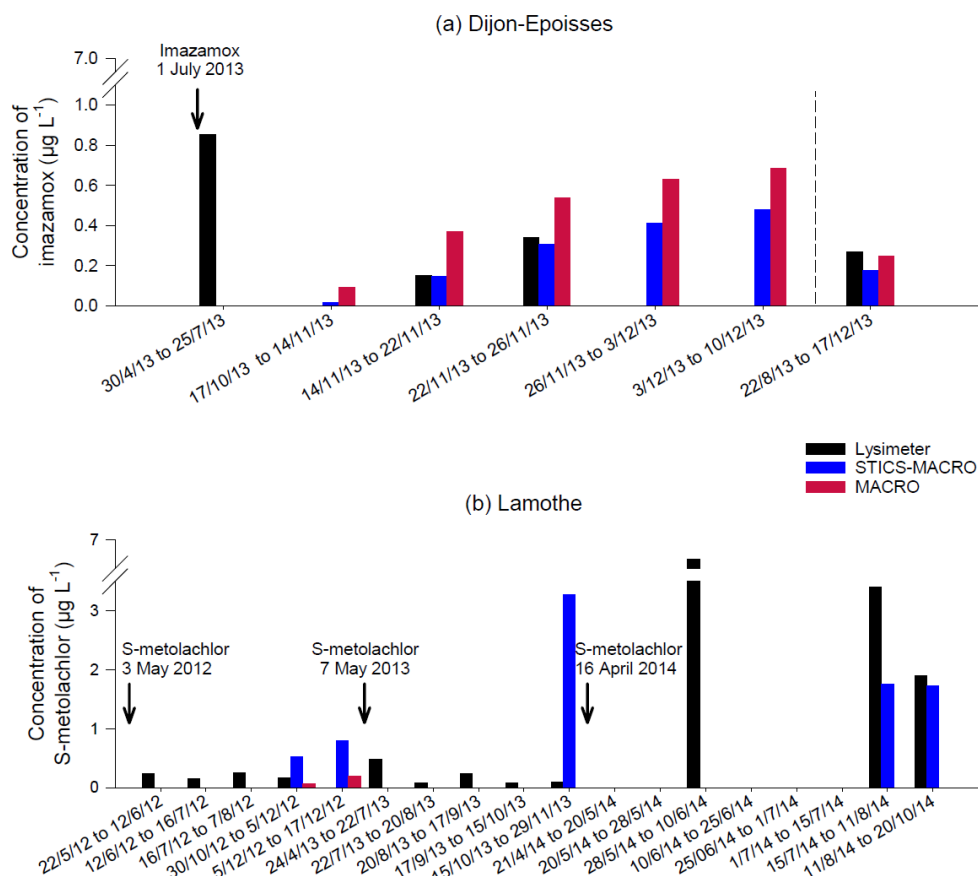 (a) Dijon-Epoisses
Imazamox
1 July 2013
Concentration of
imazamox (µg L⁻¹)
7.0
1.0
0.8
0.6
0.4
0.2
0.0
30/4/13 to 25/7/13
17/10/13 to 14/11/13
14/11/13 to 22/11/13
22/11/13 to 26/11/13
26/11/13 to 3/12/13
3/12/13 to 10/12/13
22/8/13 to 17/12/13
Lysimeter
STICS-MACRO
MACRO
(b) Lamothe
Concentration of
S-metolachlor (µg L⁻¹)
7
3
2
1
0
S-metolachlor
3 May 2012
S-metolachlor
7 May 2013
S-metolachlor
16 April 2014
22/5/12 to 12/6/12
12/6/12 to 16/7/12
16/7/12 to 7/8/12
30/10/12 to 5/12/12
5/12/12 to 17/12/12
24/4/13 to 22/7/13
22/7/13 to 20/8/13
20/8/13 to 17/9/13
17/9/13 to 15/10/13
15/10/13 to 29/11/13
21/4/14 to 20/5/14
20/5/14 to 28/5/14
28/5/14 to 10/6/14
10/6/14 to 25/6/14
25/06/14 to 1/7/14
1/7/14 to 15/7/14
15/7/14 to 11/8/14
11/8/14 to 20/10/14